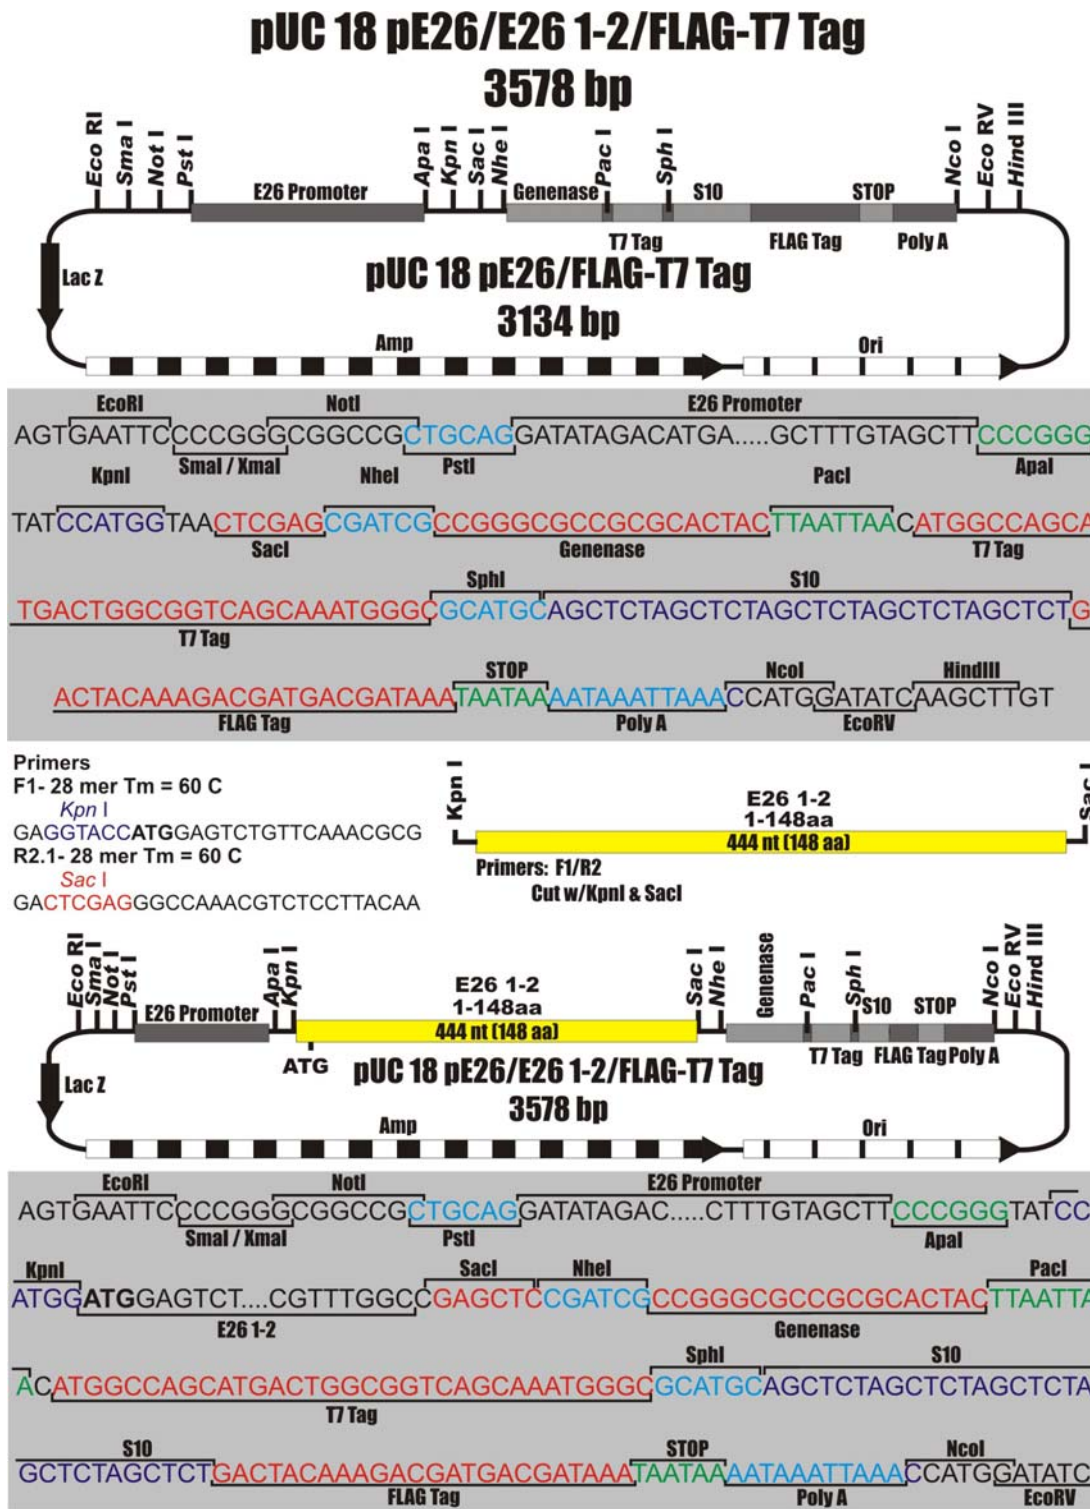 pUC 18 pE26/E26 1-2/FLAG-T7 Tag
3578 bp
Eco RI Sma I Not I Pst I Apa I Kpn I Sac I Nhe I Pac I Sph I Nco I Eco RV Hind III
E26 Promoter Genenase S10 STOP
T7 Tag FLAG Tag Poly A
Lac Z
pUC 18 pE26/FLAG-T7 Tag
3134 bp
Amp Ori
EcoRI NotI E26 Promoter
AGTGAATTCCCCGGGCGGCCGCTGCAGGATATAGACATGA.....GCTTTGTAGCTTCCCGGG
SmaI / XmaI PstI ApaI
KpnI NheI PacI
TATCCATGGTAACTCGAGCGATCGCCGGGCGCCGCGCACTACTTAATTAACATGGCCAGCA
SacI Genenase T7 Tag
SphI S10
TGACTGGCGGTCAGCAAATGGGCGCATGCAGCTCTAGCTCTAGCTCTAGCTCTAGCTCTG
T7 Tag
STOP NcoI HindIII
ACTACAAAGACGATGACGATAAATAATAAAATAAATTAAACCATGGATATCAAGCTTGT
FLAG Tag Poly A EcoRV
Primers
F1- 28 mer Tm = 60 C
Kpn I
GAGGTACCATGGAGTCTGTTCAAACGCG
R2.1- 28 mer Tm = 60 C
Sac I
GACTCGAGGGCCAAACGTCTCCTTACAA
Kpn I Sac I
E26 1-2
1-148aa
444 nt (148 aa)
Primers: F1/R2
Cut w/KpnI & SacI
Eco RI Sma I Not I Pst I Apa I Kpn I Sac I Nhe I Genenase Pac I Sph I Nco I Eco RV Hind III
E26 1-2
1-148aa
E26 Promoter 444 nt (148 aa) S10 STOP
ATG T7 Tag FLAG Tag Poly A
Lac Z
pUC 18 pE26/E26 1-2/FLAG-T7 Tag
3578 bp
Amp Ori
EcoRI NotI E26 Promoter
AGTGAATTCCCCGGGCGGCCGCTGCAGGATATAGAC.....CTTTGTAGCTTCCCGGGTATCC
SmaI / XmaI PstI ApaI
KpnI SacI NheI PacI
ATGGATGGAGTCT....CGTTTGGCCGAGCTCCGATCGCCGGGCGCCGCGCACTACTTAATTA
E26 1-2 Genenase
SphI S10
ACATGGCCAGCATGACTGGCGGTCAGCAAATGGGCGCATGCAGCTCTAGCTCTAGCTCTA
T7 Tag
S10 STOP NcoI
GCTCTAGCTCTGACTACAAAGACGATGACGATAAATAATAAAATAAATTAAACCATGGATATC
FLAG Tag Poly A EcoRV